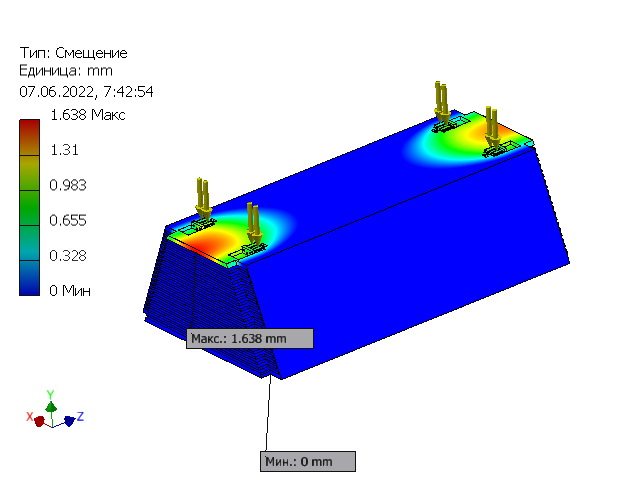 Тип: Смещение
Единица: mm
07.06.2022, 7:42:54
1.638 Макс
1.31
0.983
0.655
0.328
0 Мин
Макс.: 1.638 mm
Мин.: 0 mm
Y
X
Z